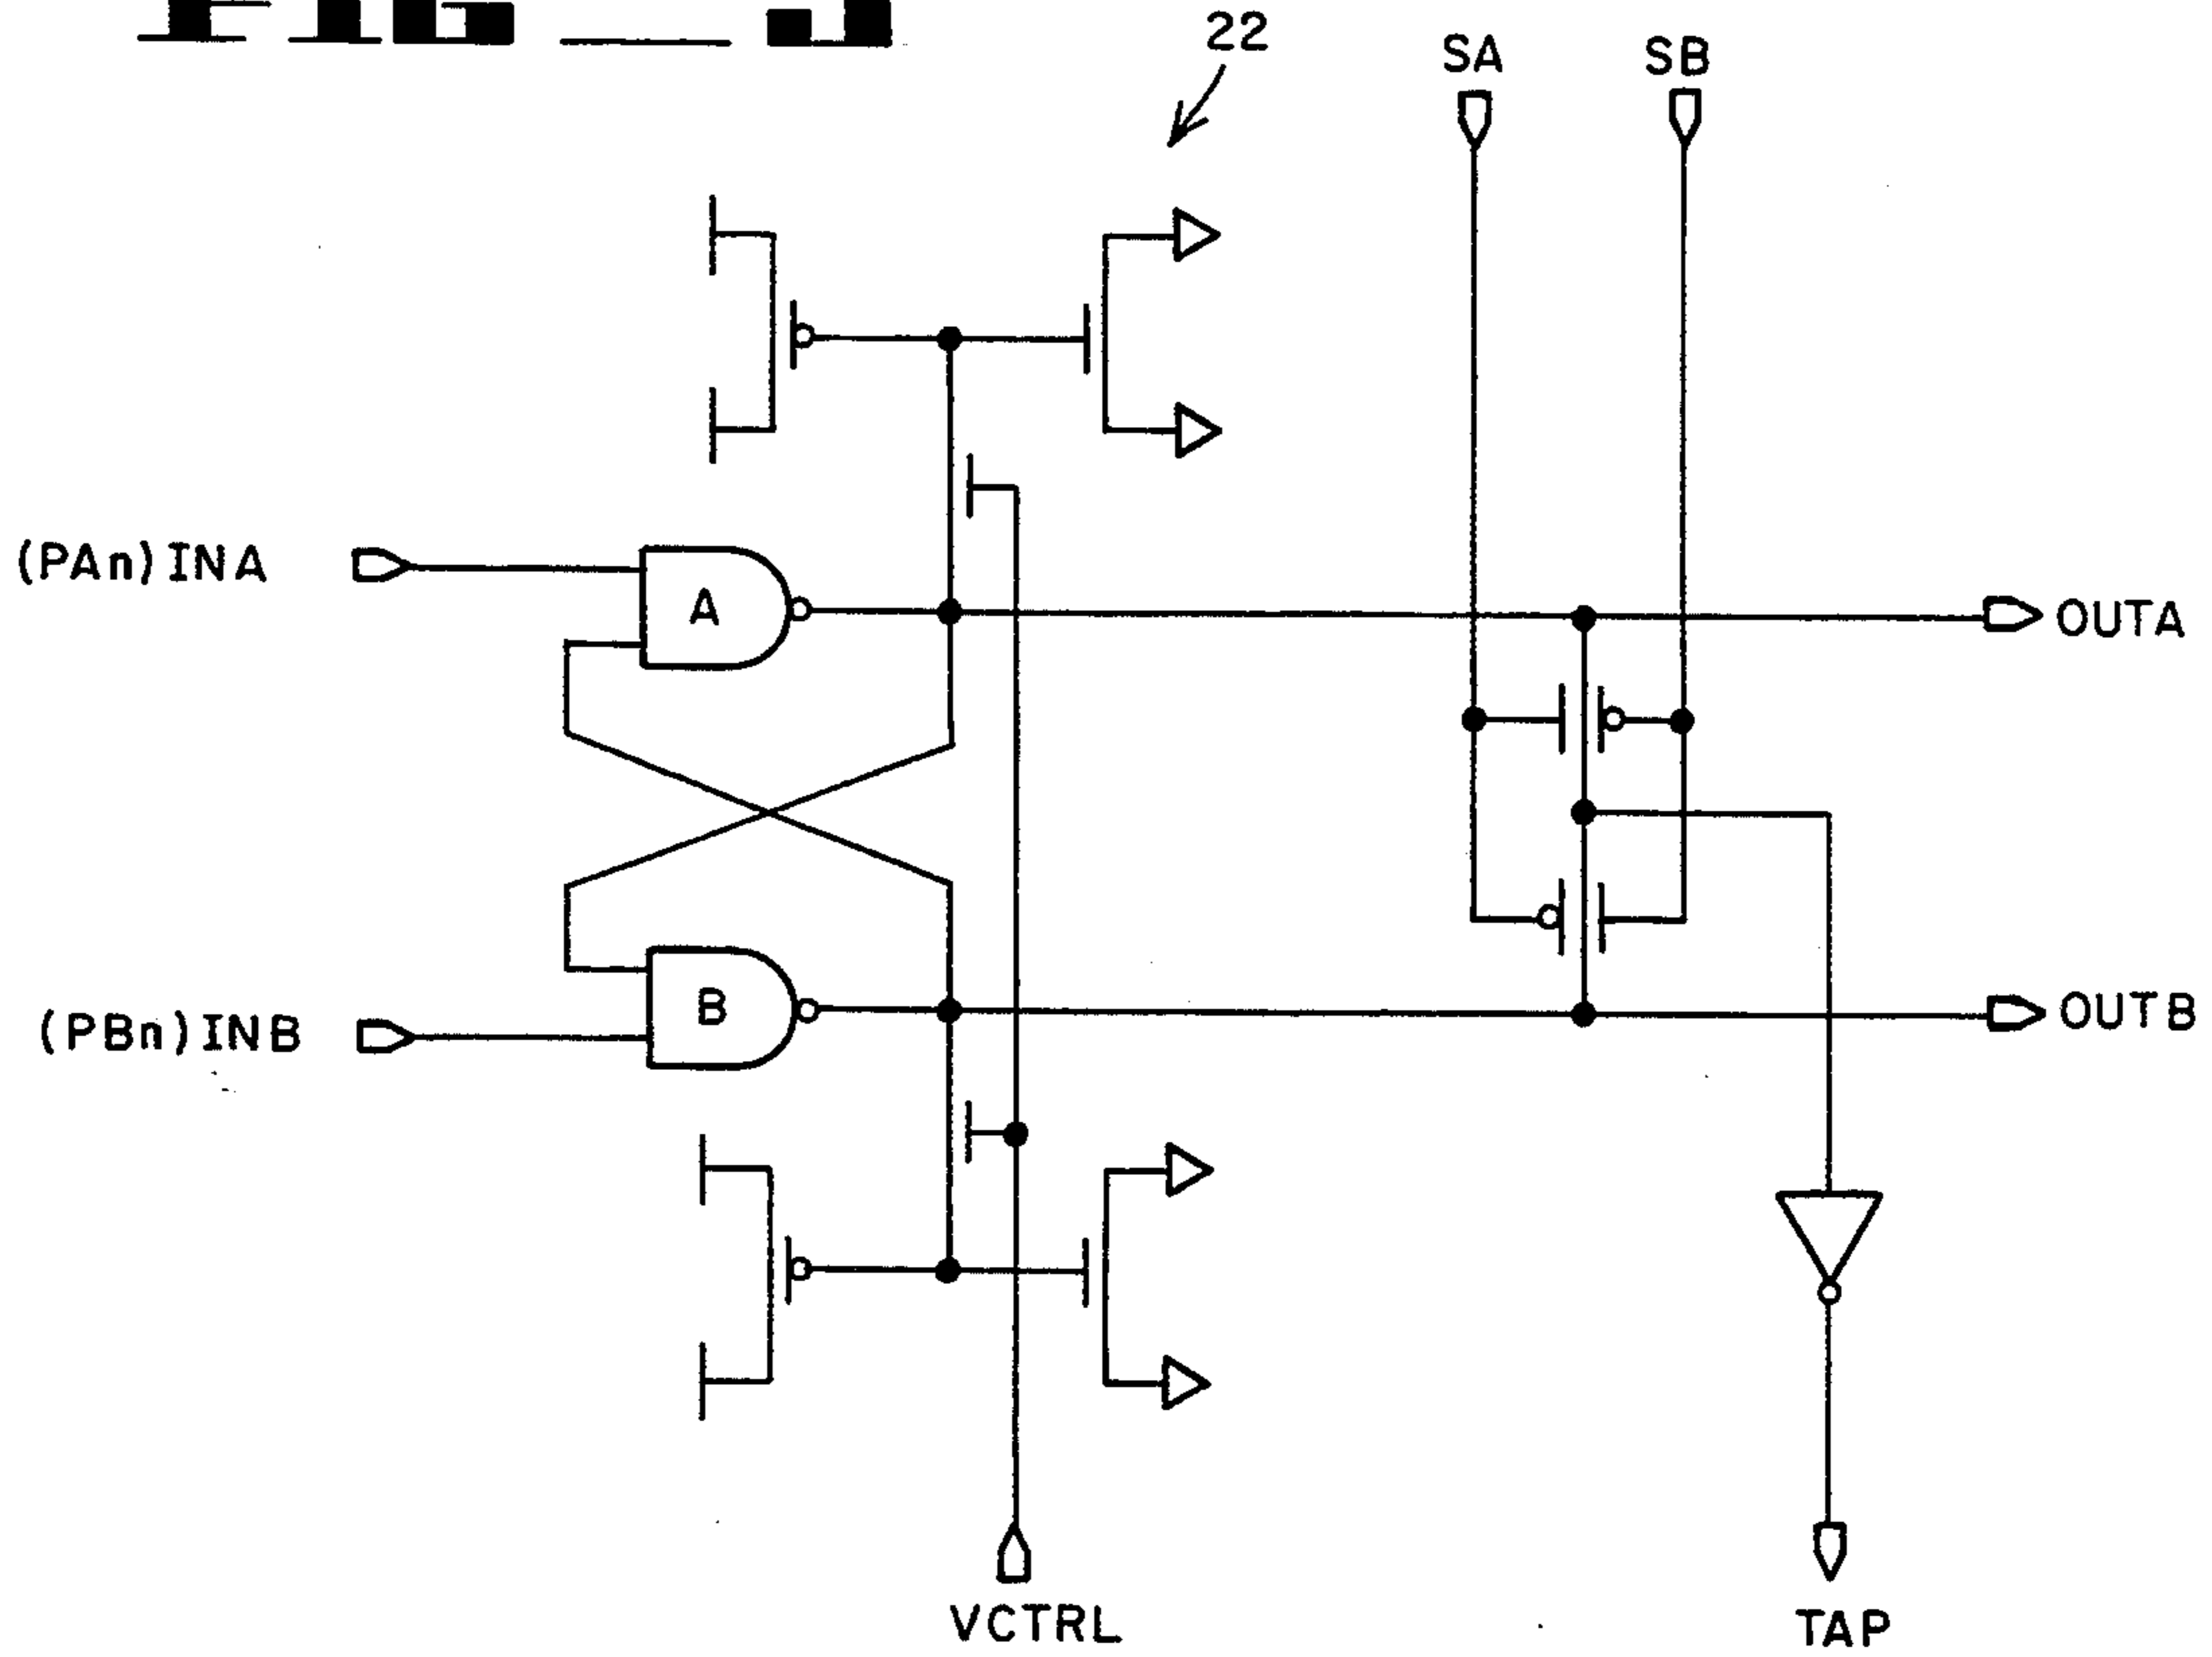 22
SA
SB
(PAn) INA
A
OUTA
B
(PBn) INB
OUTB
VCTRL
TAP